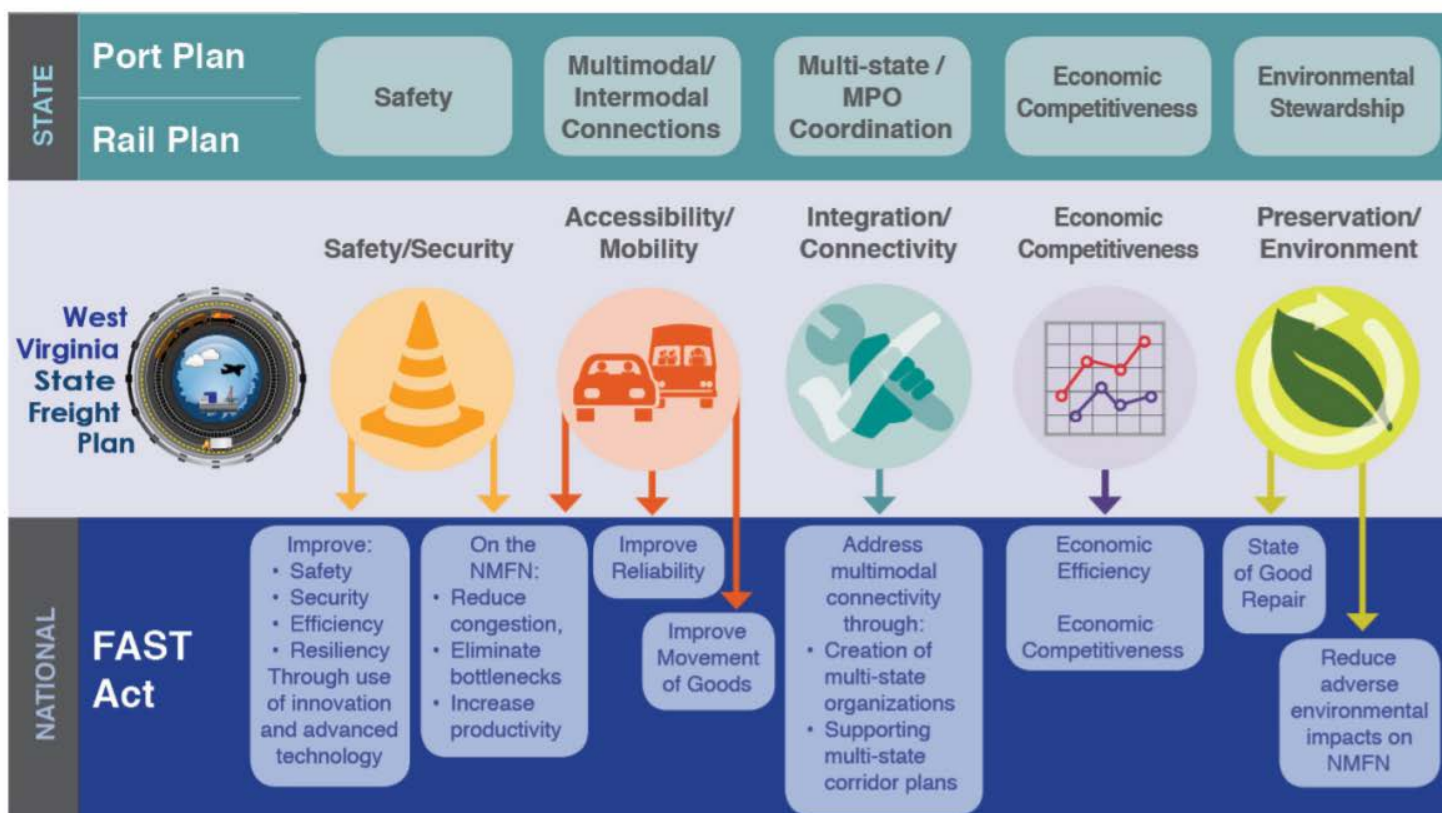 STATE
Port Plan
Rail Plan
Safety
Multimodal/
Intermodal
Connections
Multi-state /
MPO
Coordination
Economic
Competitiveness
Environmental
Stewardship
West
Virginia
State
Freight
Plan
Safety/Security
Accessibility/
Mobility
Integration/
Connectivity
Economic
Competitiveness
Preservation/
Environment
NATIONAL
FAST
Act
Improve:
• Safety
• Security
• Efficiency
• Resiliency
Through use
of innovation
and advanced
technology
On the
NMFN:
• Reduce
congestion,
• Eliminate
bottlenecks
• Increase
productivity
Improve
Reliability
Improve
Movement
of Goods
Address
multimodal
connectivity
through:
• Creation of
multi-state
organizations
• Supporting
multi-state
corridor plans
Economic
Efficiency
Economic
Competitiveness
State
of Good
Repair
Reduce
adverse
environmental
impacts on
NMFN